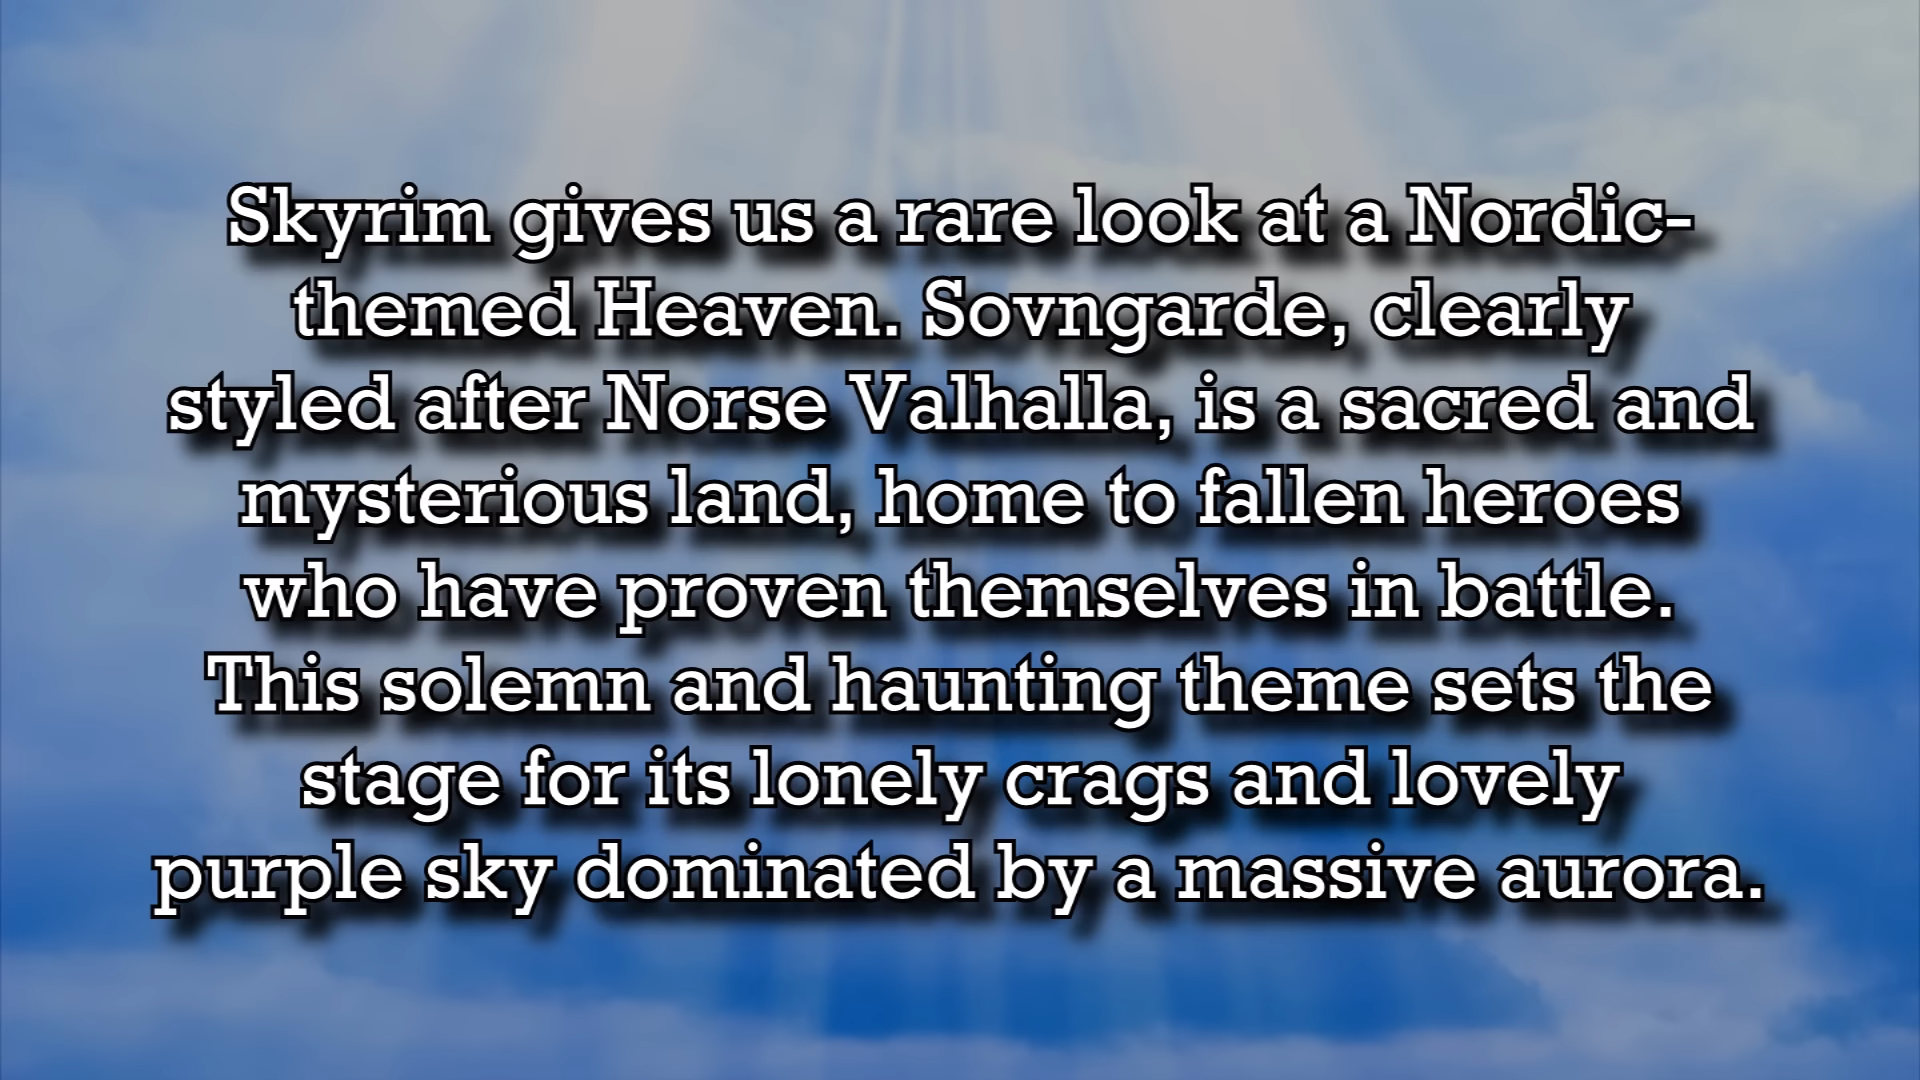 Skyrim gives us a rare look at a Nordic-
themed Heaven. Sovngarde, clearly
styled after Norse Valhalla, is a sacred and
mysterious land, home to fallen heroes
who have proven themselves in battle.
This solemn and haunting theme sets the
stage for its lonely crags and lovely
purple sky dominated by a massive aurora.